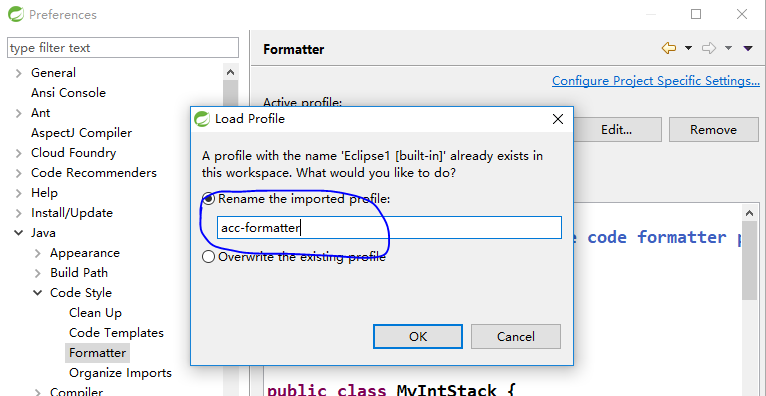 Preferences
type filter text
Formatter
General
Ansi Console
Ant
AspectJ Compiler
Cloud Foundry
Code Recommenders
Help
Install/Update
Java
Appearance
Build Path
Code Style
Clean Up
Code Templates
Formatter
Organize Imports
Compiler
Configure Project Specific Settings...
Active profile:
Edit...
Remove
Load Profile
A profile with the name 'Eclipse1 [built-in]' already exists in
this workspace. What would you like to do?
Rename the imported profile:
acc-formatter
Overwrite the existing profile
OK
Cancel
e code formatter p
public class MyIntStack {